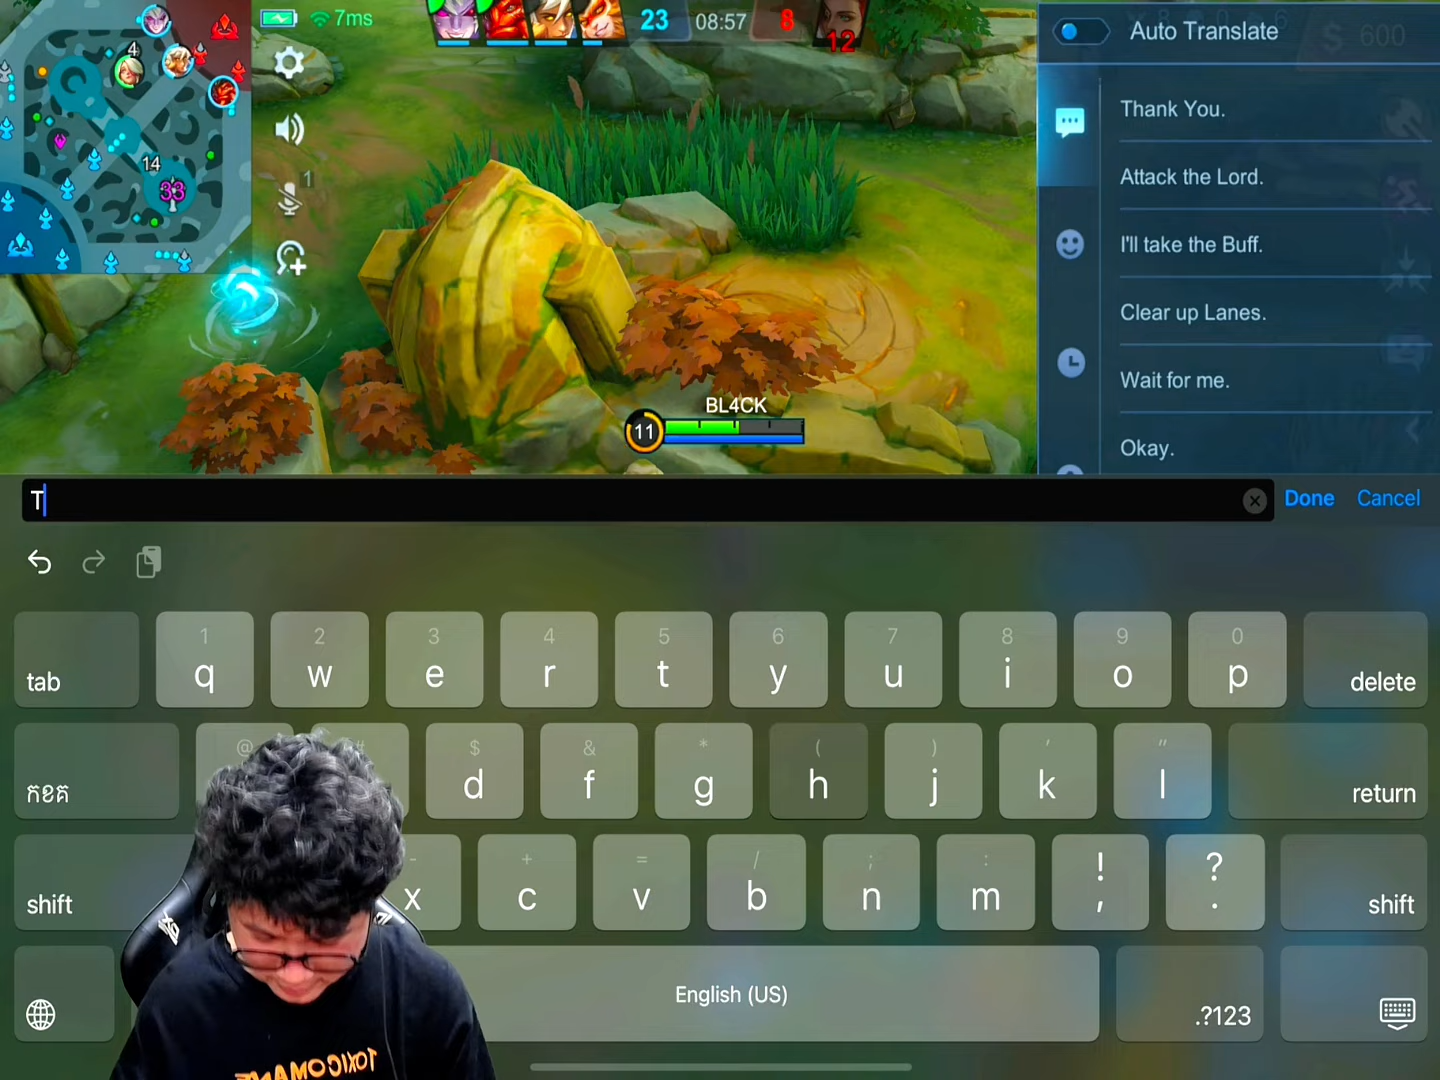 4
14
33
7ms
23
08:57
8
12
1
Auto Translate
$ 600
Thank You.
Attack the Lord.
I'll take the Buff.
Clear up Lanes.
Wait for me.
Okay.
BL4CK
11
T
Done
Cancel
1 2 3 4 5 6 7 8 9 0
tab q w e r t y u i o p delete
@ # $ & * ( ) ' "
កខគ d f g h j k l return
- + = / ; : ! ?
shift x c v b n m , . shift
English (US)
.?123
TOXICOMANE